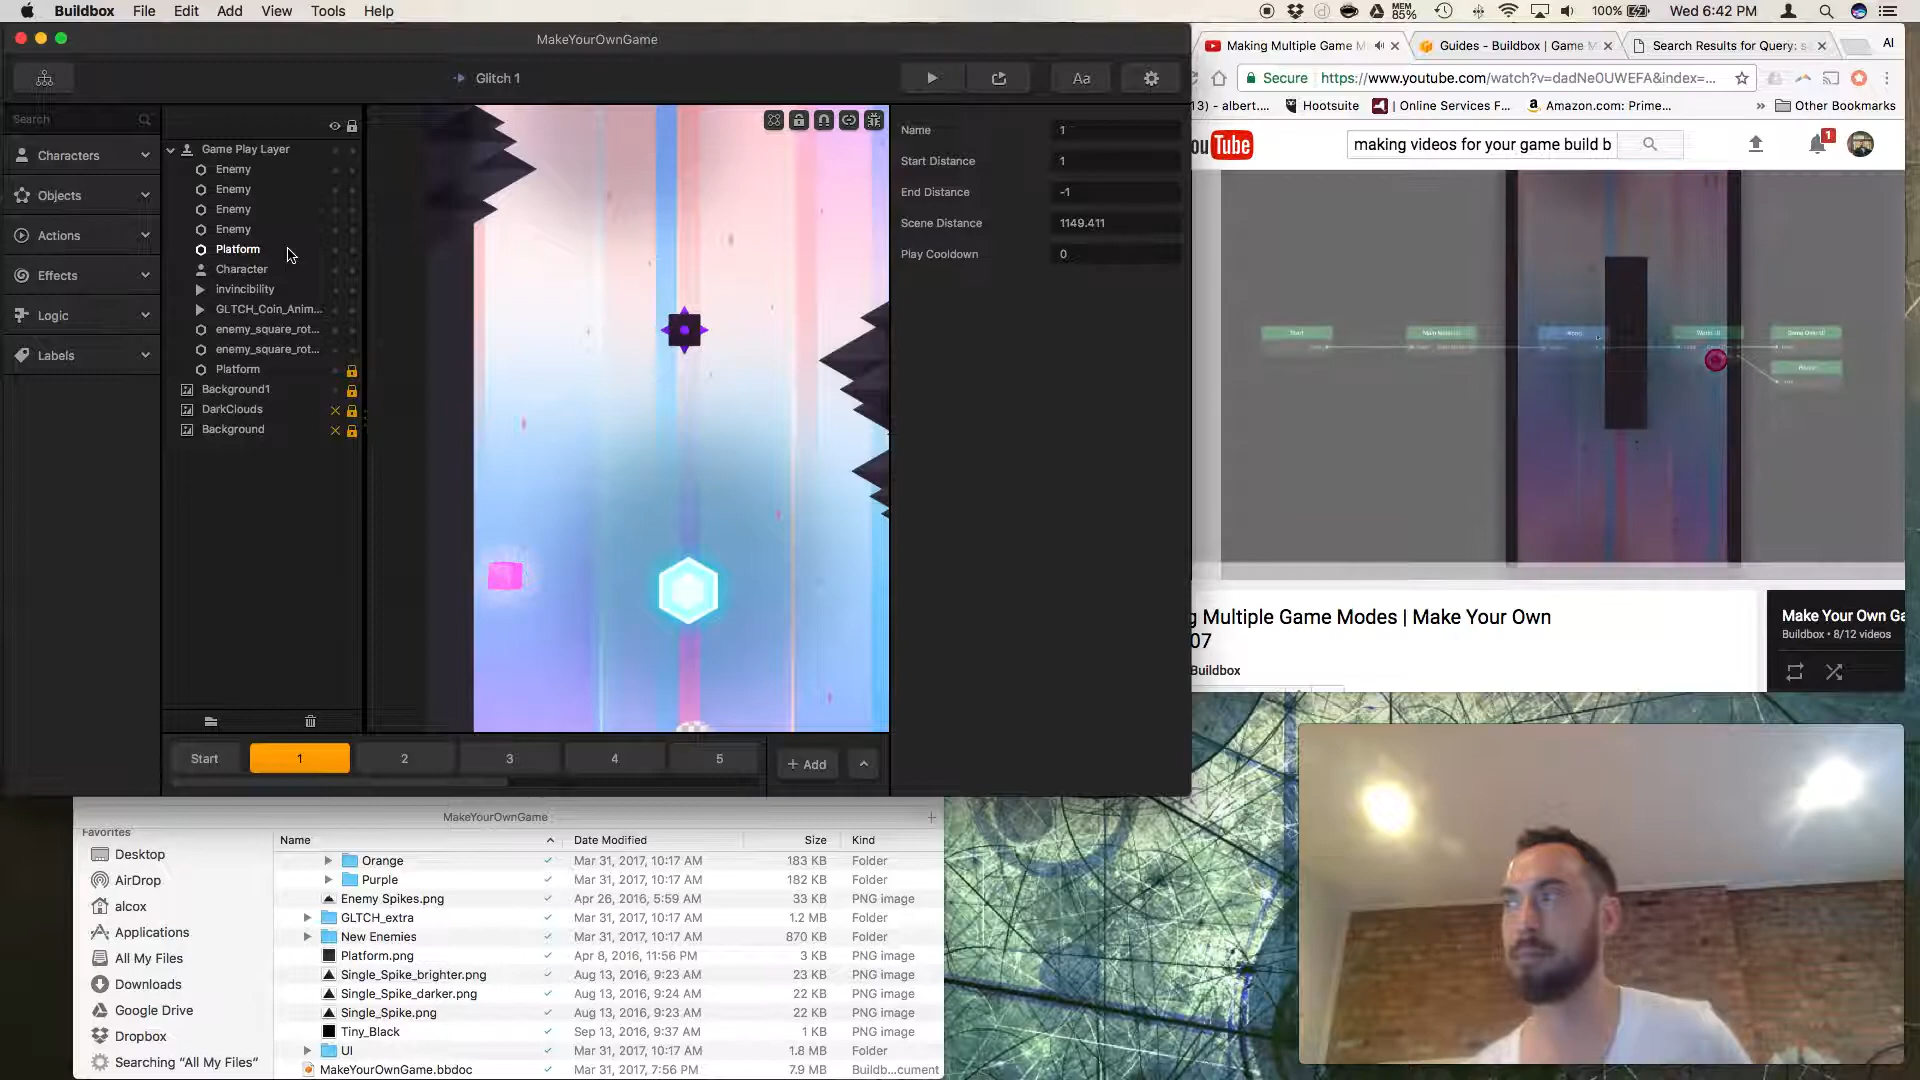 Buildbox File Edit Add View Tools Help
MEM 85% 100% Wed 6:42 PM
MakeYourOwnGame
Glitch 1
Aa
Search
Characters
Objects
Actions
Effects
Logic
Labels
Game Play Layer
Enemy
Enemy
Enemy
Enemy
Platform
Character
invincibility
GLTCH_Coin_Anim...
enemy_square_rot...
enemy_square_rot...
Platform
Background1
DarkClouds
Background
Name 1
Start Distance 1
End Distance -1
Scene Distance 1149.411
Play Cooldown 0
Start 1 2 3 4 5 + Add
Making Multiple Game M
Guides - Buildbox | Game M
Search Results for Query: s
Al
Secure https://www.youtube.com/watch?v=dadNe0UWEFA&index=...
13) - albert.... Hootsuite | Online Services F... Amazon.com: Prime... » Other Bookmarks
ouTube
making videos for your game build b
1
Start
g Multiple Game Modes | Make Your Own
07
Buildbox
Make Your Own Ga
Buildbox • 8/12 videos
MakeYourOwnGame
Favorites
Desktop
AirDrop
alcox
Applications
All My Files
Downloads
Google Drive
Dropbox
Searching “All My Files”
Name Date Modified Size Kind
Orange Mar 31, 2017, 10:17 AM 183 KB Folder
Purple Mar 31, 2017, 10:17 AM 182 KB Folder
Enemy Spikes.png Apr 26, 2016, 5:59 AM 33 KB PNG image
GLTCH_extra Mar 31, 2017, 10:17 AM 1.2 MB Folder
New Enemies Mar 31, 2017, 10:17 AM 870 KB Folder
Platform.png Apr 8, 2016, 11:56 PM 3 KB PNG image
Single_Spike_brighter.png Aug 13, 2016, 9:23 AM 23 KB PNG image
Single_Spike_darker.png Aug 13, 2016, 9:24 AM 22 KB PNG image
Single_Spike.png Aug 13, 2016, 9:23 AM 22 KB PNG image
Tiny_Black Sep 13, 2016, 9:37 AM 1 KB PNG image
UI Mar 31, 2017, 10:17 AM 1.8 MB Folder
MakeYourOwnGame.bbdoc Mar 31, 2017, 7:56 PM 7.9 MB Buildb...cument